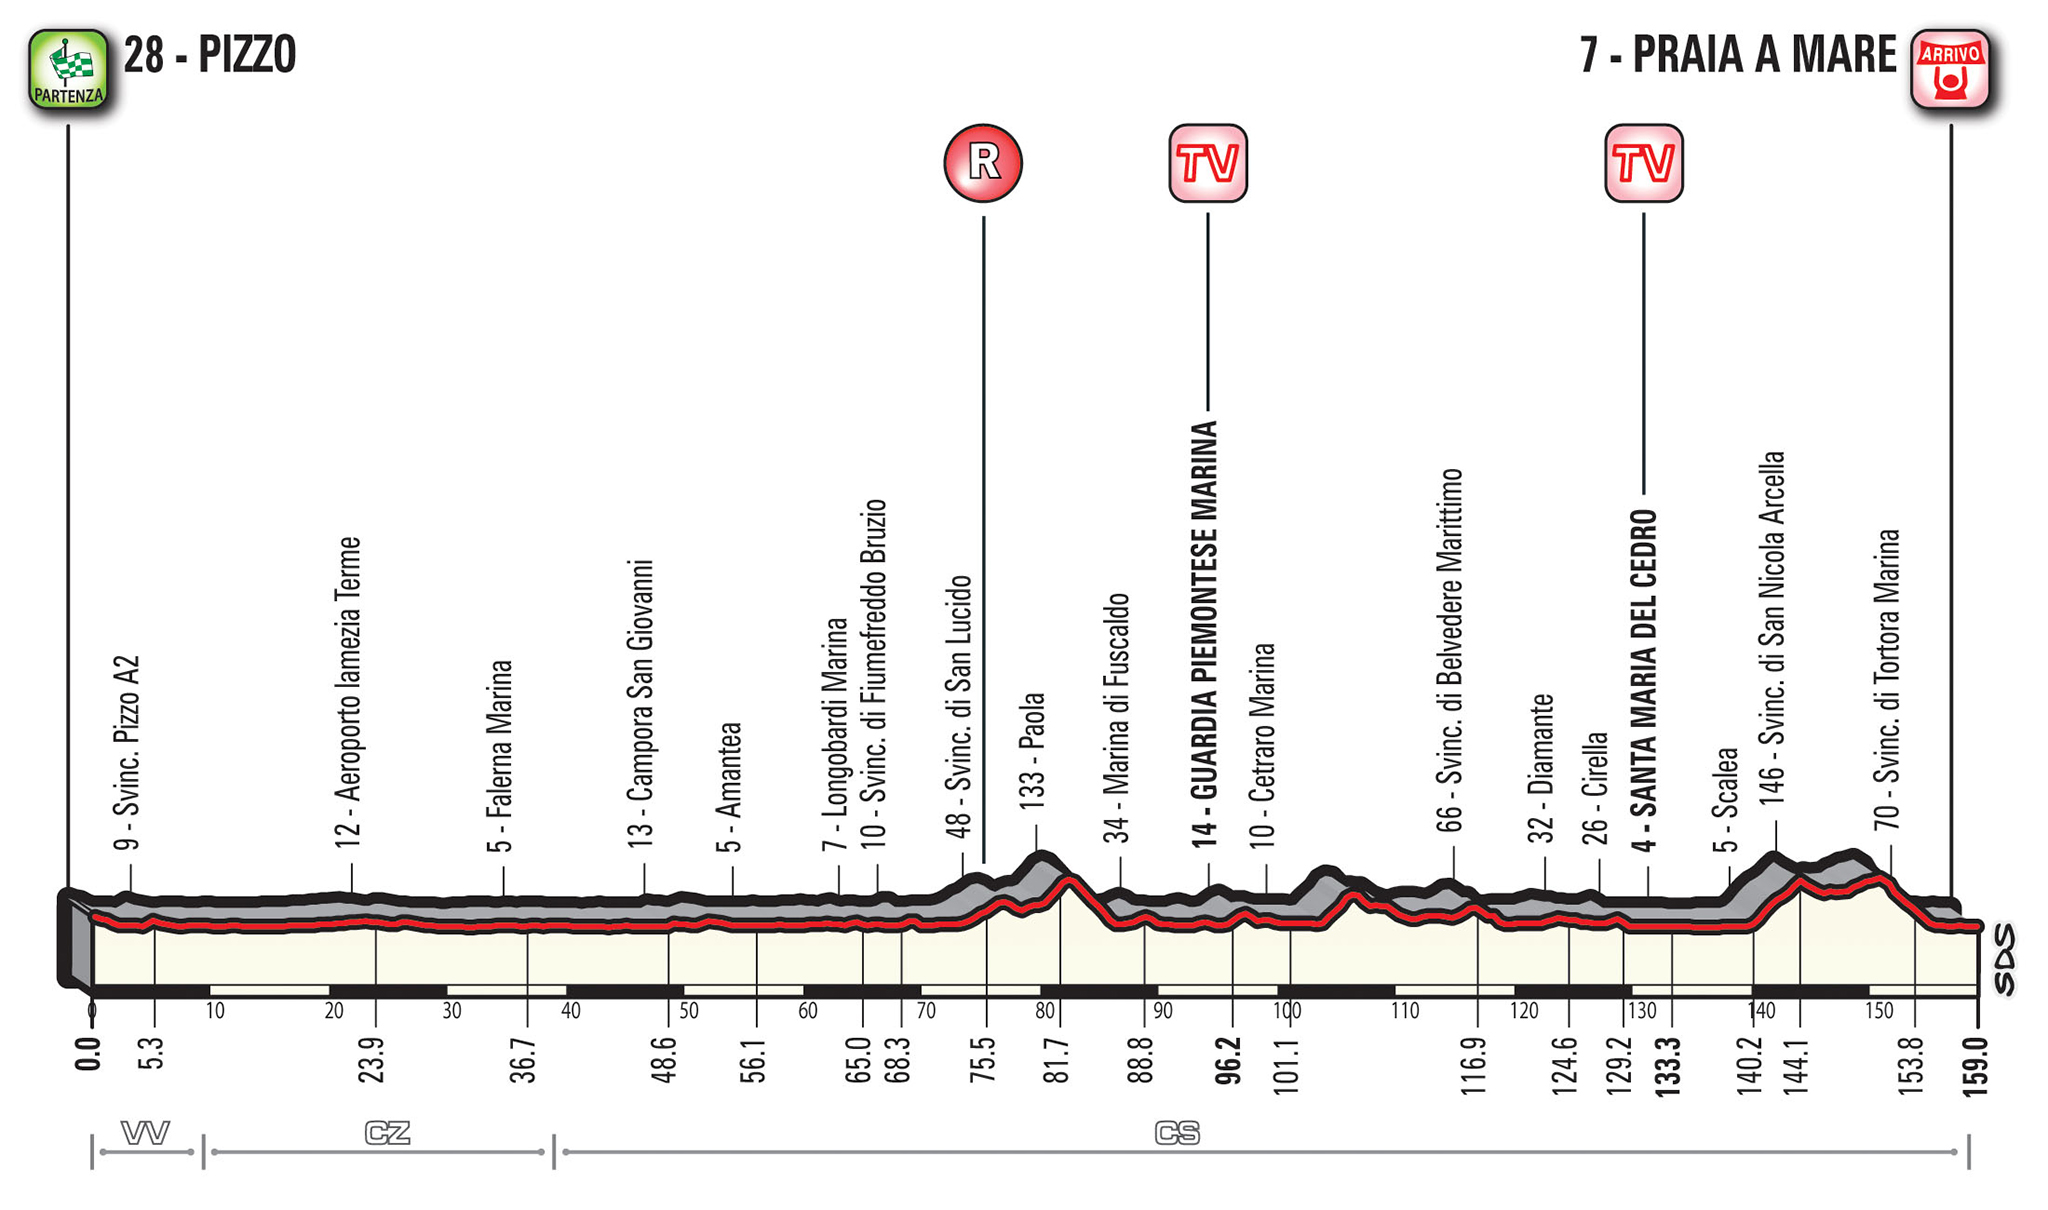 PARTENZA
28 - PIZZO
7 - PRAIA A MARE
ARRIVO
R
TV
TV
9 - Svinc. Pizzo A2
12 - Aeroporto lamezia Terme
5 - Falerna Marina
13 - Campora San Giovanni
5 - Amantea
7 - Longobardi Marina
10 - Svinc. di Fiumefreddo Bruzio
48 - Svinc. di San Lucido
133 - Paola
34 - Marina di Fuscaldo
14 - GUARDIA PIEMONTESE MARINA
10 - Cetraro Marina
66 - Svinc. di Belvedere Marittimo
32 - Diamante
26 - Cirella
4 - SANTA MARIA DEL CEDRO
5 - Scalea
146 - Svinc. di San Nicola Arcella
70 - Svinc. di Tortora Marina
SDS
0 10 20 30 40 50 60 70 80 90 100 110 120 130 140 150
0.0
5.3
23.9
36.7
48.6
56.1
65.0
68.3
75.5
81.7
88.8
96.2
101.1
116.9
124.6
129.2
133.3
140.2
144.1
153.8
159.0
VV
CZ
CS